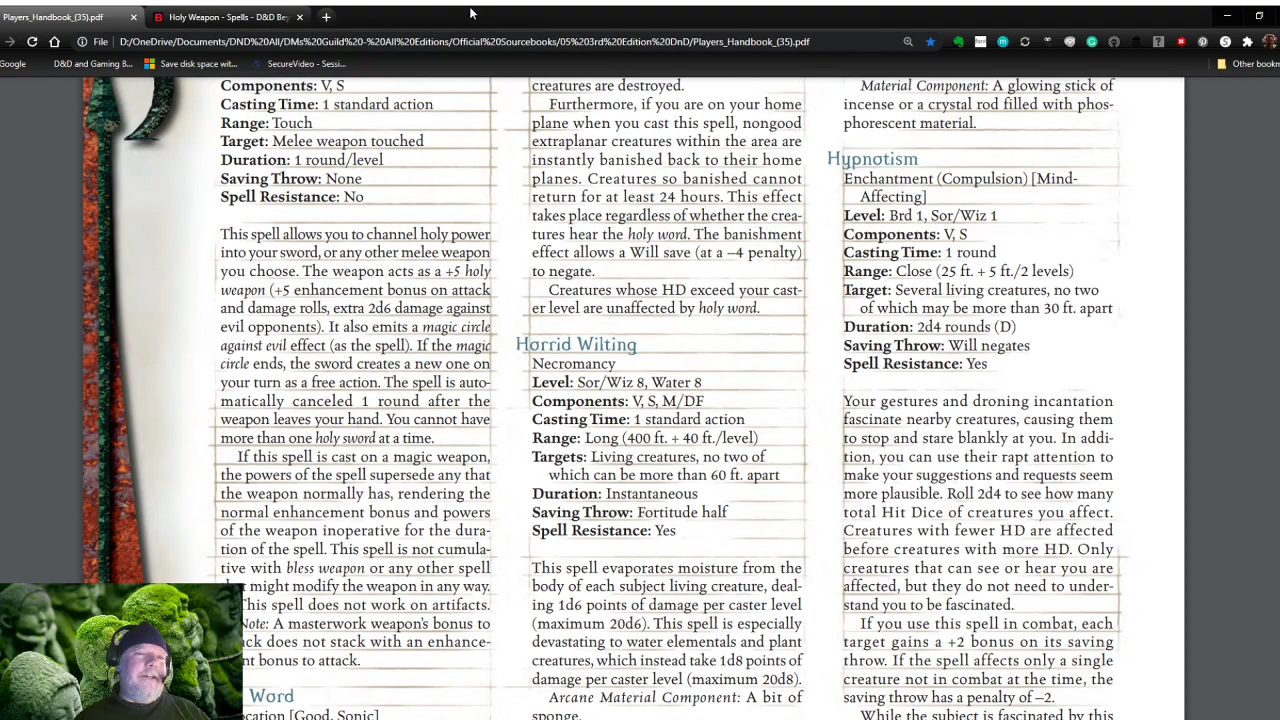 Players_Handbook_(35).pdf
Holy Weapon - Spells - D&D Be
File
D:/OneDrive/Documents/DND%20All/DMs%20Guild%20-%20All%20Editions/Official%20Sourcebooks/05%203rd%20Edition%20DnD/Players_Handbook_(35).pdf
Google
D&D and Gaming B...
Save disk space wit...
SecureVideo - Sessi...
Other bookm
Components: V, S
Casting Time: 1 standard action
Range: Touch
Target: Melee weapon touched
Duration: 1 round/level
Saving Throw: None
Spell Resistance: No
This spell allows you to channel holy power
into your sword, or any other melee weapon
you choose. The weapon acts as a +5 holy
weapon (+5 enhancement bonus on attack
and damage rolls, extra 2d6 damage against
evil opponents). It also emits a magic circle
against evil effect (as the spell). If the magic
circle ends, the sword creates a new one on
your turn as a free action. The spell is auto-
matically canceled 1 round after the
weapon leaves your hand. You cannot have
more than one holy sword at a time.
If this spell is cast on a magic weapon,
the powers of the spell supersede any that
the weapon normally has, rendering the
normal enhancement bonus and powers
of the weapon inoperative for the dura-
tion of the spell. This spell is not cumula-
tive with bless weapon or any other spell
might modify the weapon in any way.
This spell does not work on artifacts.
Note: A masterwork weapon's bonus to
ck does not stack with an enhance-
nt bonus to attack.
Word
ocation [Good, Sonic]
creatures are destroyed.
Furthermore, if you are on your home
plane when you cast this spell, nongood
extraplanar creatures within the area are
instantly banished back to their home
planes. Creatures so banished cannot
return for at least 24 hours. This effect
takes place regardless of whether the crea-
tures hear the holy word. The banishment
effect allows a Will save (at a –4 penalty)
to negate.
Creatures whose HD exceed your cast-
er level are unaffected by holy word.
Horrid Wilting
Necromancy
Level: Sor/Wiz 8, Water 8
Components: V, S, M/DF
Casting Time: 1 standard action
Range: Long (400 ft. + 40 ft./level)
Targets: Living creatures, no two of
which can be more than 60 ft. apart
Duration: Instantaneous
Saving Throw: Fortitude half
Spell Resistance: Yes
This spell evaporates moisture from the
body of each subject living creature, deal-
ing 1d6 points of damage per caster level
(maximum 20d6). This spell is especially
devastating to water elementals and plant
creatures, which instead take 1d8 points of
damage per caster level (maximum 20d8).
Arcane Material Component: A bit of
sponge.
Material Component: A glowing stick of
incense or a crystal rod filled with phos-
phorescent material.
Hypnotism
Enchantment (Compulsion) [Mind-
Affecting]
Level: Brd 1, Sor/Wiz 1
Components: V, S
Casting Time: 1 round
Range: Close (25 ft. + 5 ft./2 levels)
Target: Several living creatures, no two
of which may be more than 30 ft. apart
Duration: 2d4 rounds (D)
Saving Throw: Will negates
Spell Resistance: Yes
Your gestures and droning incantation
fascinate nearby creatures, causing them
to stop and stare blankly at you. In addi-
tion, you can use their rapt attention to
make your suggestions and requests seem
more plausible. Roll 2d4 to see how many
total Hit Dice of creatures you affect.
Creatures with fewer HD are affected
before creatures with more HD. Only
creatures that can see or hear you are
affected, but they do not need to under-
stand you to be fascinated.
If you use this spell in combat, each
target gains a +2 bonus on its saving
throw. If the spell affects only a single
creature not in combat at the time, the
saving throw has a penalty of –2.
While the subject is fascinated by this